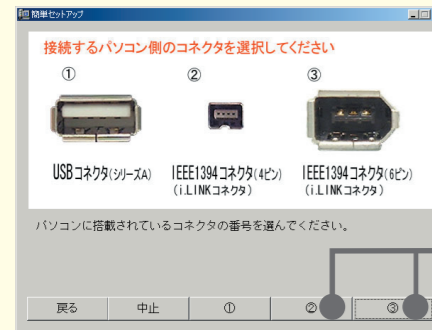 簡単セットアップ
接続するパソコン側のコネクタを選択してください
① ② ③
USBコネクタ(シリーズA) IEEE1394コネクタ(4ピン) IEEE1394コネクタ(6ピン)
(i.LINKコネクタ) (i.LINKコネクタ)
パソコンに搭載されているコネクタの番号を選んでください。
戻る 中止 ① ② ③